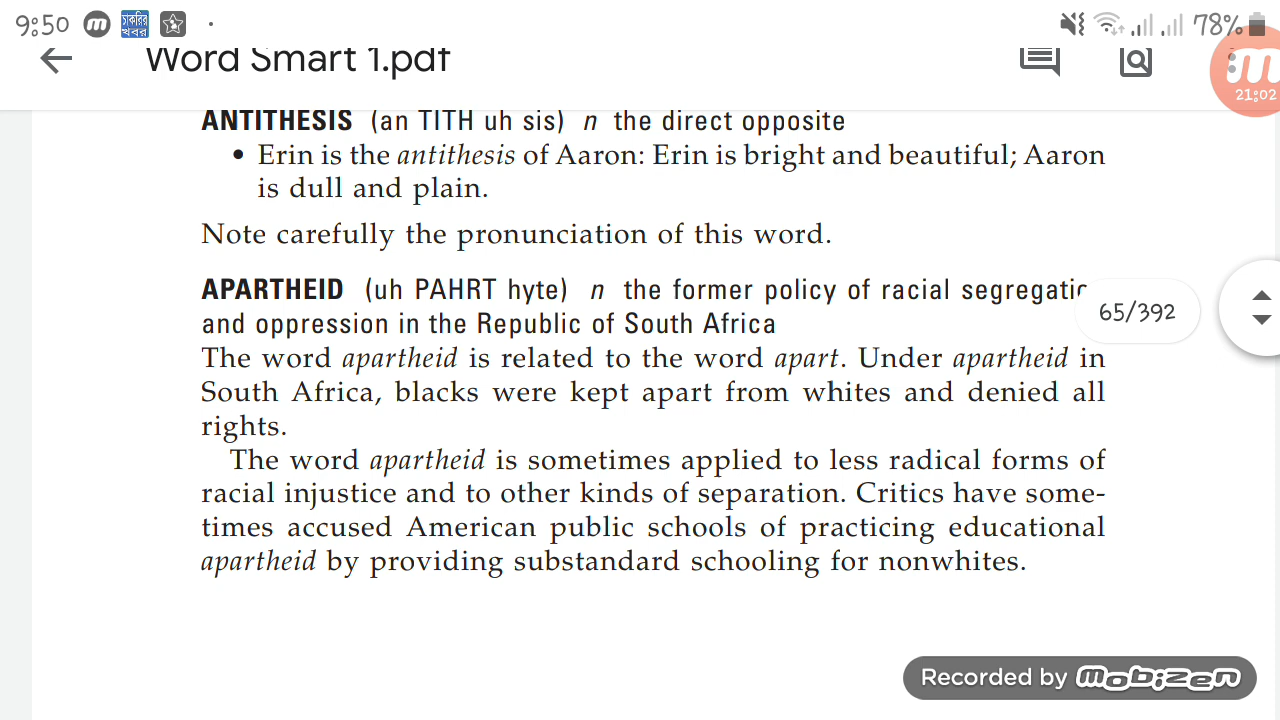 9:50 m চাকরির খবর 78%
Word Smart 1.pdf
21:02
ANTITHESIS (an TITH uh sis) n the direct opposite
• Erin is the antithesis of Aaron: Erin is bright and beautiful; Aaron
is dull and plain.
Note carefully the pronunciation of this word.
APARTHEID (uh PAHRT hyte) n the former policy of racial segregatio
65/392
and oppression in the Republic of South Africa
The word apartheid is related to the word apart. Under apartheid in
South Africa, blacks were kept apart from whites and denied all
rights.
The word apartheid is sometimes applied to less radical forms of
racial injustice and to other kinds of separation. Critics have some-
times accused American public schools of practicing educational
apartheid by providing substandard schooling for nonwhites.
Recorded by mobizen